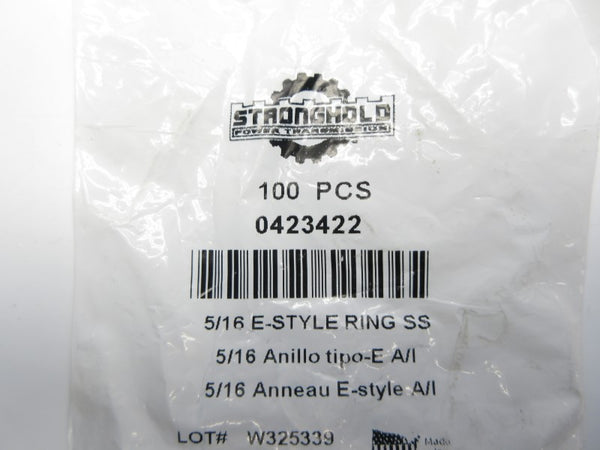 STRONGHOLD
POWER TRANSMISSION
100 PCS
0423422
5/16 E-STYLE RING SS
5/16 Anillo tipo-E A/I
5/16 Anneau E-style A/I
LOT# W325339
Made